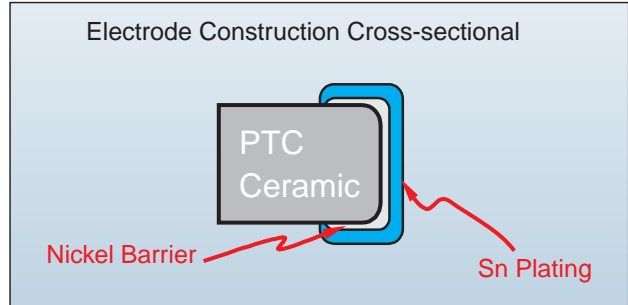 Electrode Construction Cross-sectional
PTC
Ceramic
Nickel Barrier
Sn Plating